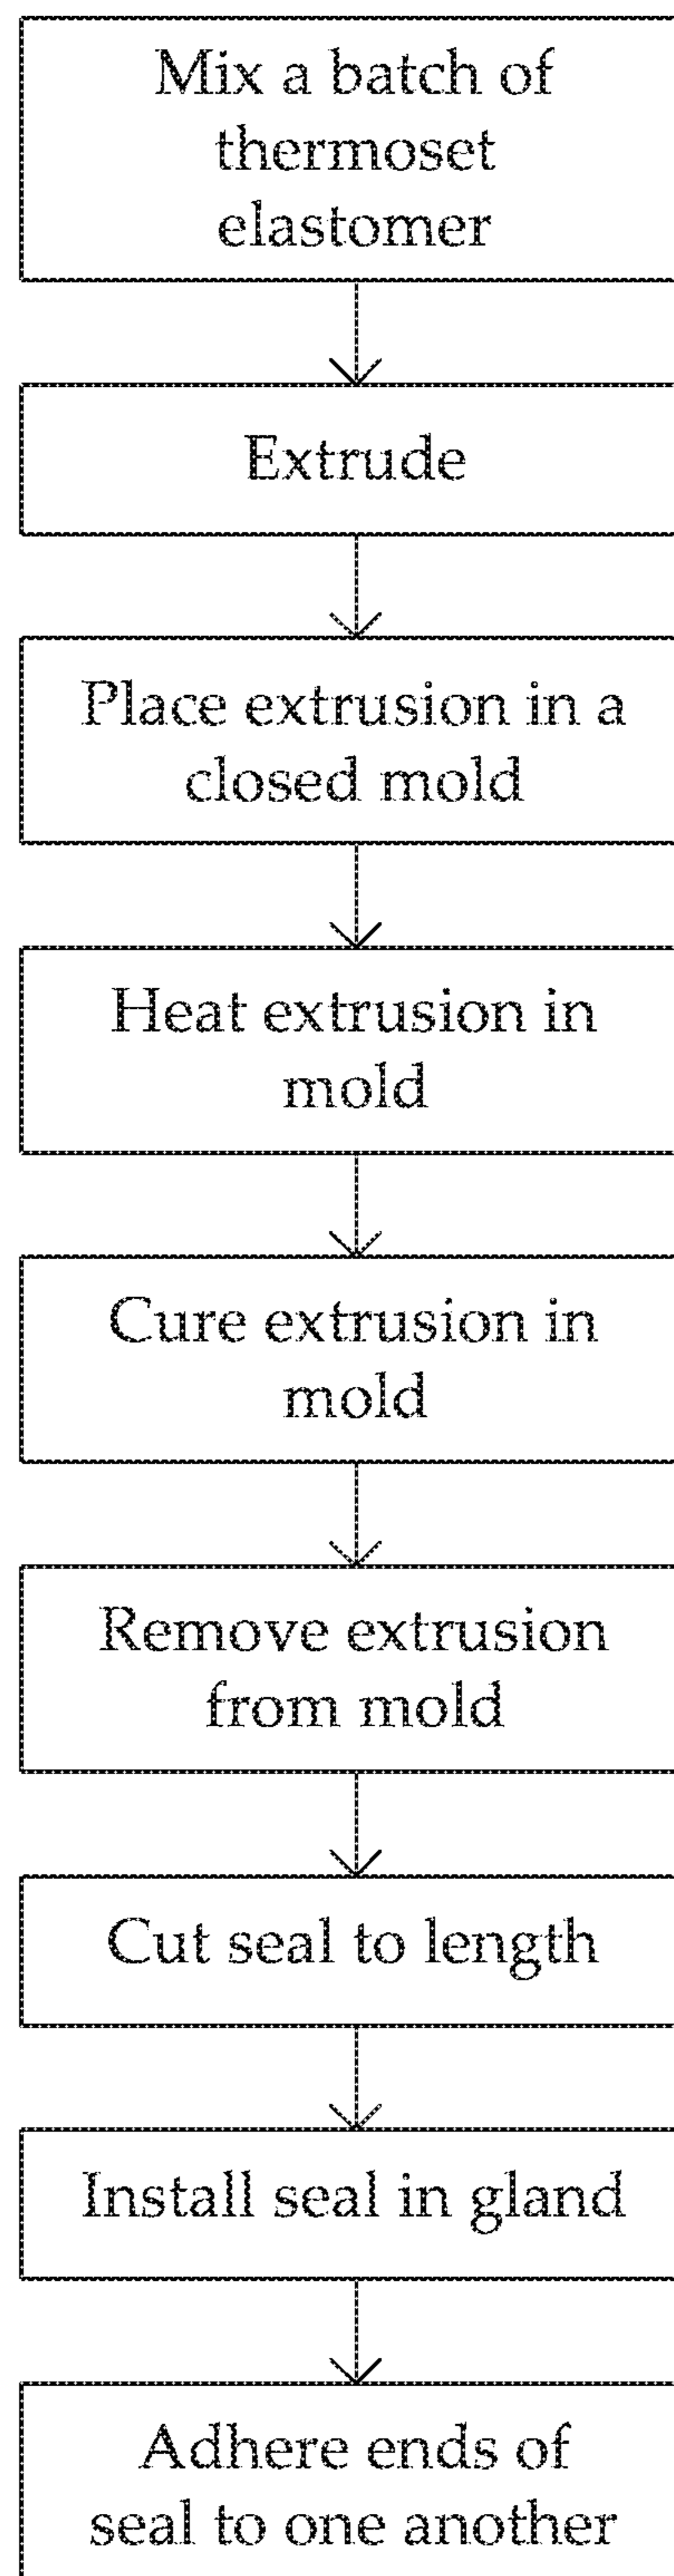 Mix a batch of
thermoset
elastomer
Extrude
Place extrusion in a
closed mold
Heat extrusion in
mold
Cure extrusion in
mold
Remove extrusion
from mold
Cut seal to length
Install seal in gland
Adhere ends of
seal to one another